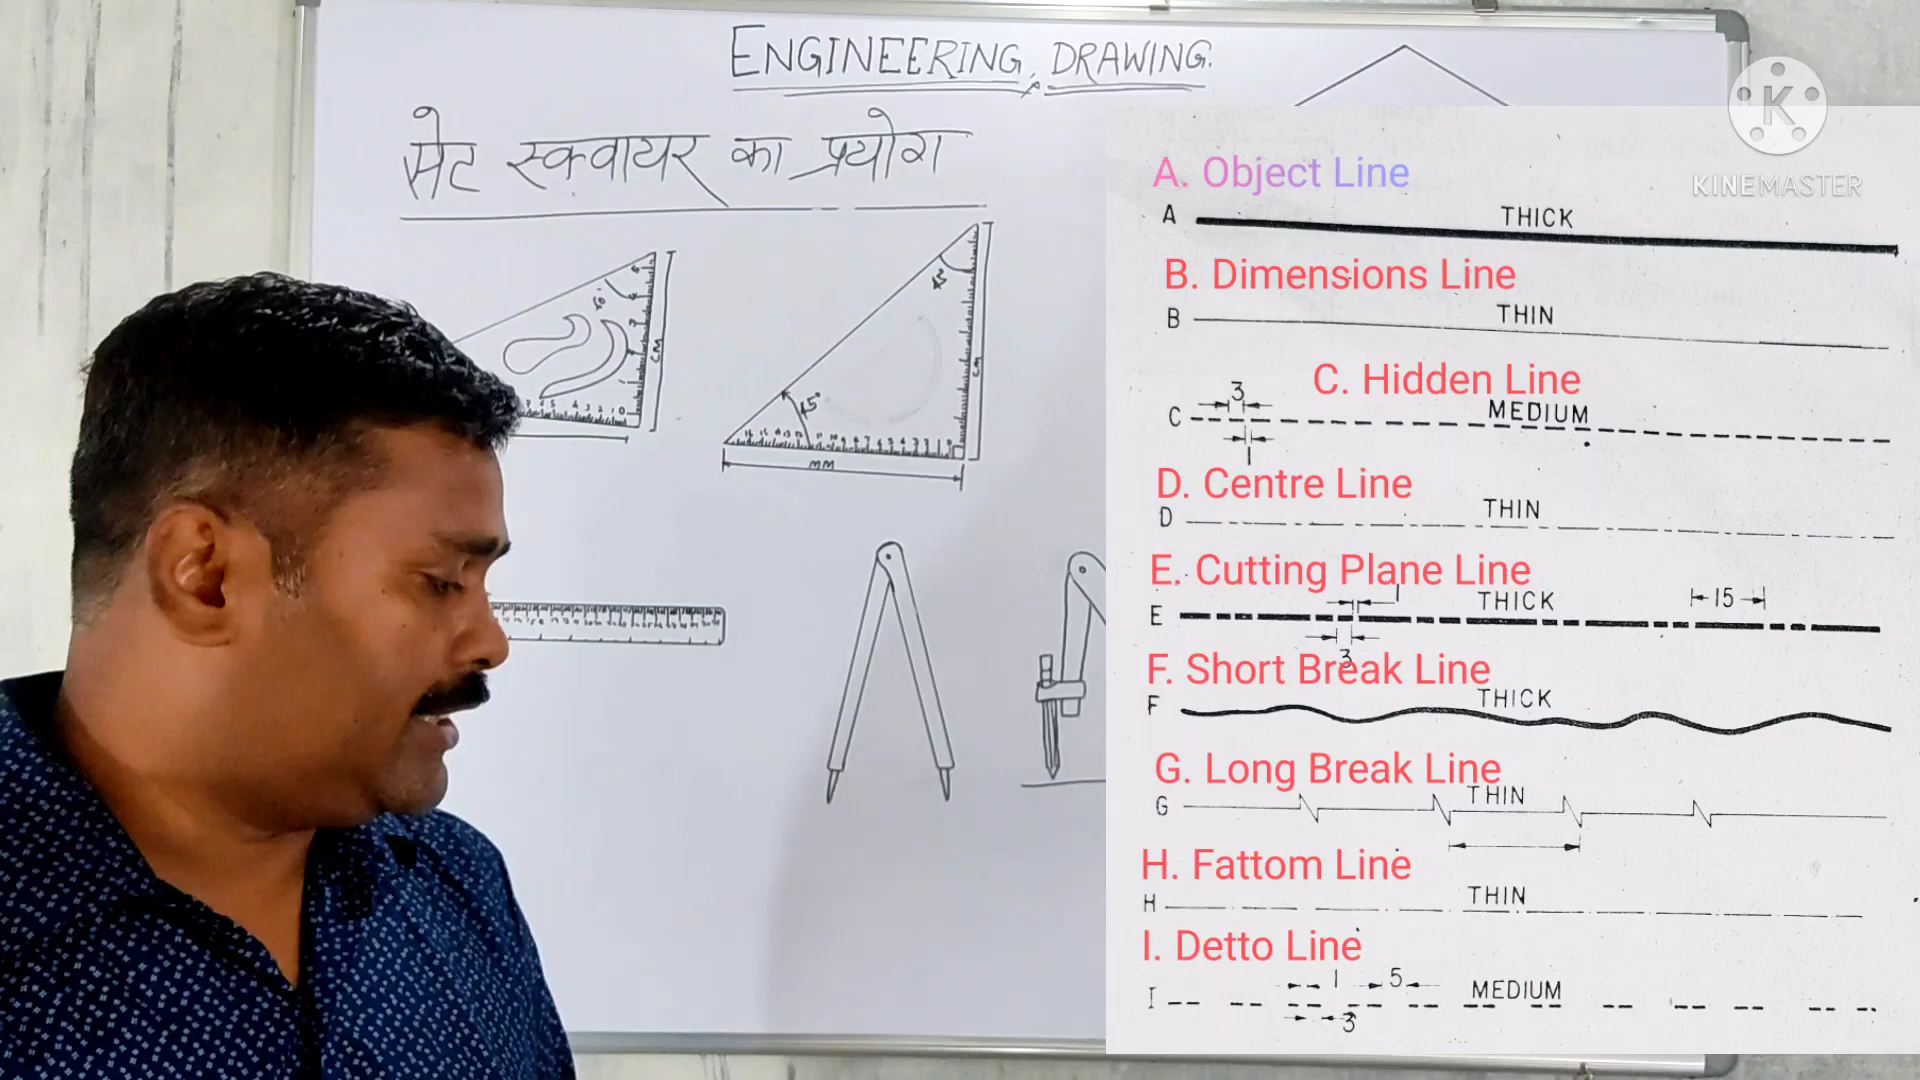 ENGINEERING, DRAWING.
सेट स्क्वायर का प्रयोग
KINEMASTER
A. Object Line
A THICK
B. Dimensions Line
B THIN
C. Hidden Line
3
C MEDIUM
1
D. Centre Line
D THIN
E. Cutting Plane Line
1
E THICK 15
3
F. Short Break Line
F THICK
G. Long Break Line
G THIN
H. Fattom Line
H THIN
I. Detto Line
1 5
I MEDIUM
3
CM
45°
CM
MM